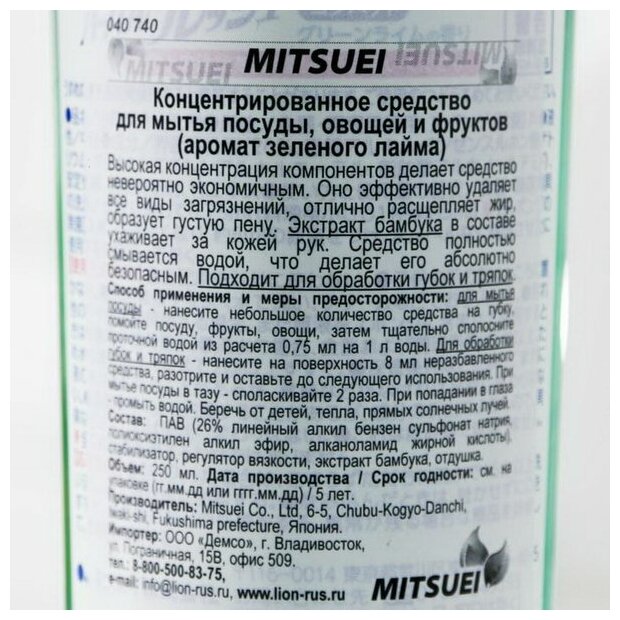 040 740
MITSUEI
Концентрированное средство
для мытья посуды, овощей и фруктов
(аромат зеленого лайма)
Высокая концентрация компонентов делает средство
невероятно экономичным. Оно эффективно удаляет
все виды загрязнений, отлично расщепляет жир,
образует густую пену. Экстракт бамбука в составе
ухаживает за кожей рук. Средство полностью
смывается водой, что делает его абсолютно
безопасным. Подходит для обработки губок и тряпок.
Способ применения и меры предосторожности: для мытья
посуды - нанесите небольшое количество средства на губку,
помойте посуду, фрукты, овощи, затем тщательно сполосните
проточной водой из расчета 0,75 мл на 1 л воды. Для обработки
губок и тряпок - нанесите на поверхность 8 мл неразбавленного
средства, разотрите и оставьте до следующего использования. При
мытье посуды в тазу - споласкивайте 2 раза. При попадании в глаза
- промыть водой. Беречь от детей, тепла, прямых солнечных лучей.
Состав: ПАВ (26% линейный алкил бензен сульфонат натрия,
полиоксиэтилен алкил эфир, алканоламид жирной кислоты),
стабилизатор, регулятор вязкости, экстракт бамбука, отдушка.
Объем: 250 мл. Дата производства / Срок годности: см. на
упаковке (гг.мм.дд или гггг.мм.дд) / 5 лет.
Производитель: Mitsuei Co., Ltd, 6-5, Chubu-Kogyo-Danchi,
Iwaki-shi, Fukushima prefecture, Япония.
Импортер: ООО «Демсо», г. Владивосток,
ул. Пограничная, 15В, офис 509.
тел.: 8-800-500-83-75,
e-mail: info@lion-rus.ru, www.lion-rus.ru
MITSUEI